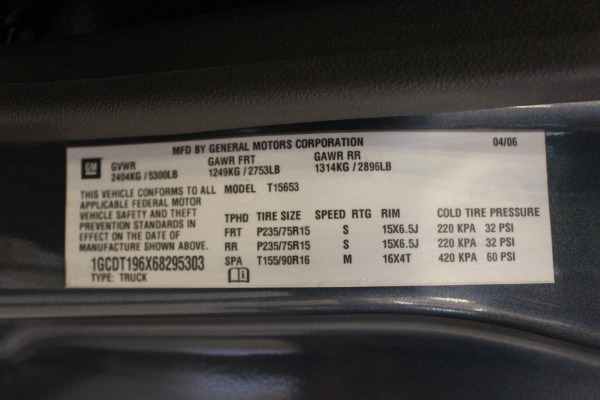 MFD BY GENERAL MOTORS CORPORATION 04/06
GM GVWR GAWR FRT GAWR RR
2404KG / 5300LB 1249KG / 2753LB 1314KG / 2896LB
THIS VEHICLE CONFORMS TO ALL MODEL T15653
APPLICABLE FEDERAL MOTOR
VEHICLE SAFETY AND THEFT
PREVENTION STANDARDS IN
EFFECT ON THE DATE OF
MANUFACTURE SHOWN ABOVE.
1GCDT196X68295303
TYPE: TRUCK
TPHD TIRE SIZE SPEED RTG RIM COLD TIRE PRESSURE
FRT P235/75R15 S 15X6.5J 220 KPA 32 PSI
RR P235/75R15 S 15X6.5J 220 KPA 32 PSI
SPA T155/90R16 M 16X4T 420 KPA 60 PSI